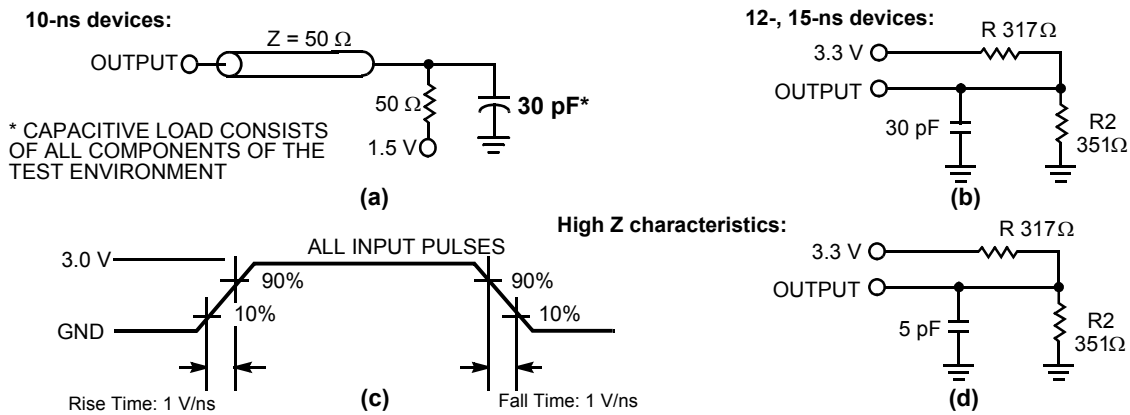 10-ns devices:
Z = 50 Ω
OUTPUT
50 Ω
30 pF*
1.5 V
* CAPACITIVE LOAD CONSISTS
OF ALL COMPONENTS OF THE
TEST ENVIRONMENT
(a)
12-, 15-ns devices:
R 317Ω
3.3 V
OUTPUT
30 pF
R2
351Ω
(b)
3.0 V
ALL INPUT PULSES
90%
90%
10%
10%
GND
Rise Time: 1 V/ns
(c)
Fall Time: 1 V/ns
High Z characteristics:
R 317Ω
3.3 V
OUTPUT
5 pF
R2
351Ω
(d)